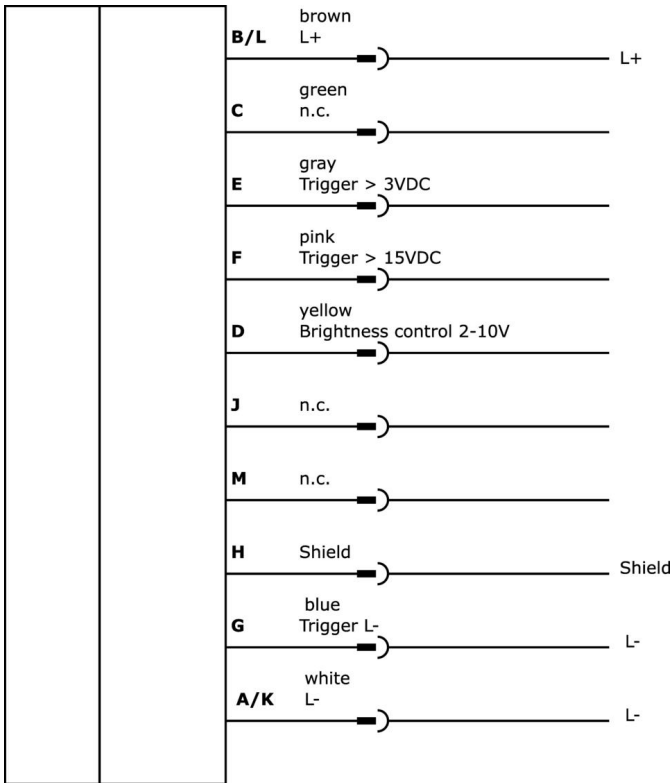 brown
B/L L+
L+
green
C n.c.
gray
E Trigger > 3VDC
pink
F Trigger > 15VDC
yellow
D Brightness control 2-10V
J n.c.
M n.c.
H Shield
Shield
blue
G Trigger L-
L-
white
A/K L-
L-